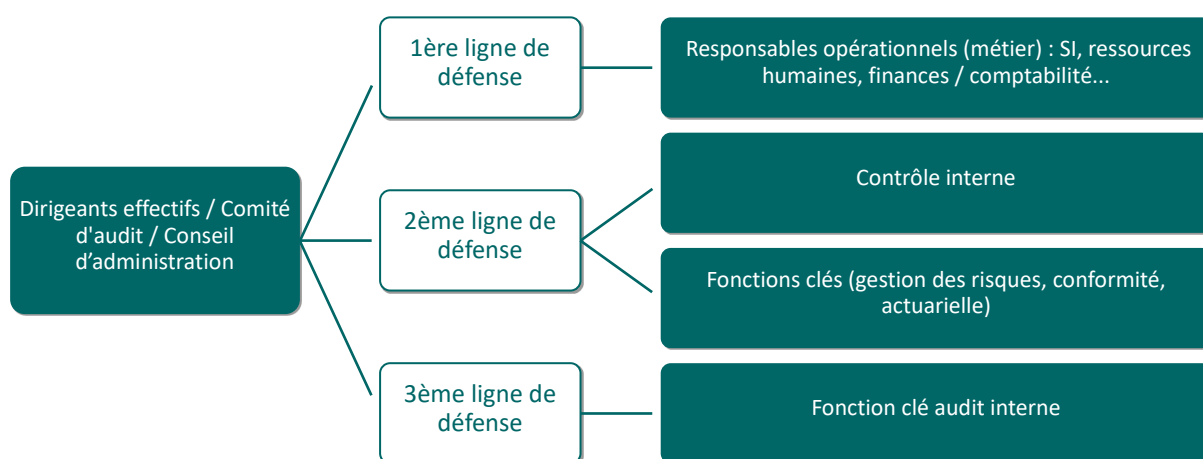 1ère ligne de
défense
Responsables opérationnels (métier) : SI, ressources
humaines, finances / comptabilité...
Dirigeants effectifs / Comité
d'audit / Conseil
d’administration
2ème ligne de
défense
Contrôle interne
Fonctions clés (gestion des risques, conformité,
actuarielle)
3ème ligne de
défense
Fonction clé audit interne